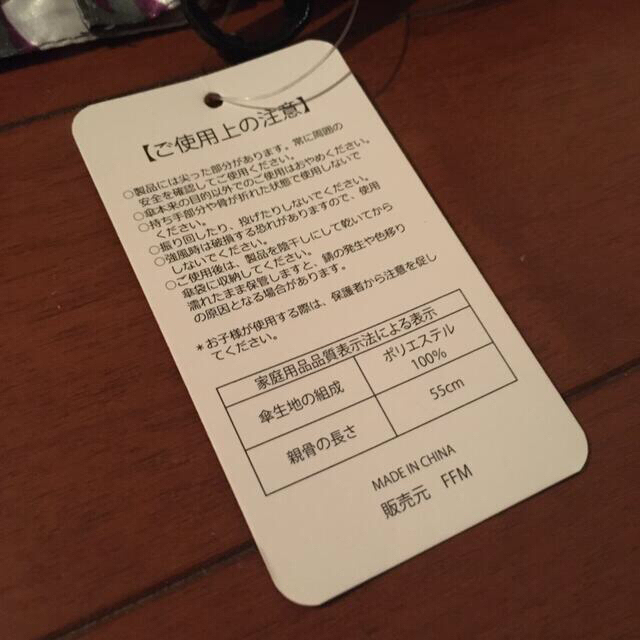 【ご使用上の注意】
○製品には尖った部分があります。常に周囲の
安全を確認してご使用ください。
○傘本来の目的以外でのご使用はおやめください。
○持ち手部分や骨が折れた状態で使用しないで
ください。
○振り回したり、投げたりしないでください。
○強風時は破損する恐れがありますので、使用
しないでください。
○ご使用後は、製品を陰干しにして乾いてから
傘袋に収納してください。
濡れたまま保管しますと、錆の発生や色移り
の原因となる場合があります。
*お子様が使用する際は、保護者から注意を促し
てください。
家庭用品品質表示法による表示
傘生地の組成 ポリエステル
100%
親骨の長さ 55cm
MADE IN CHINA
販売元 FFM